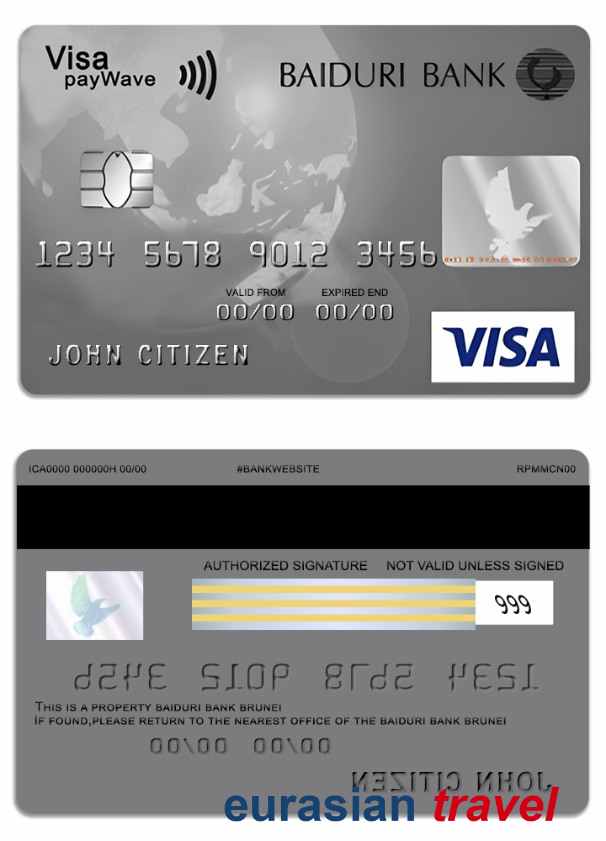 Visa
payWave
BAIDURI BANK
1234 5678 9012 3456
VALID FROM EXPIRED END
00/00 00/00
JOHN CITIZEN
VISA
ICA0000 000000H 00/00 #BANKWEBSITE RPMMCN00
AUTHORIZED SIGNATURE NOT VALID UNLESS SIGNED
999
1234 5678 9012 3456
THIS IS A PROPERTY BAIDURI BANK BRUNEI
IF FOUND,PLEASE RETURN TO THE NEAREST OFFICE OF THE BAIDURI BANK BRUNEI
00/00 00/00
JOHN CITIZEN
eurasian travel